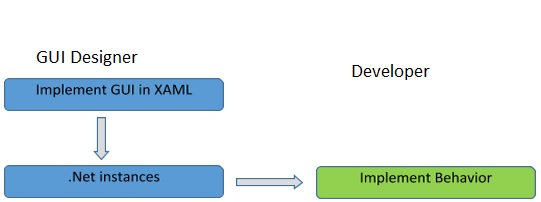 GUI Designer
Developer
Implement GUI in XAML
.Net instances
Implement Behavior